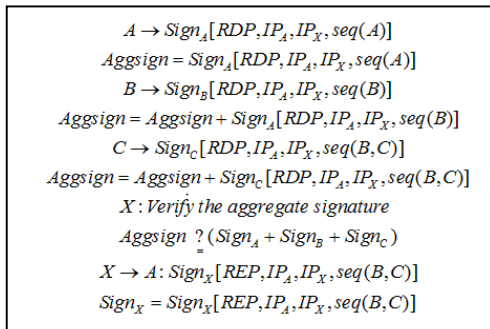 A → Sign_A[RDP, IP_A, IP_X, seq(A)]
Aggsign = Sign_A[RDP, IP_A, IP_X, seq(A)]
B → Sign_B[RDP, IP_A, IP_X, seq(B)]
Aggsign = Aggsign + Sign_A[RDP, IP_A, IP_X, seq(B)]
C → Sign_C[RDP, IP_A, IP_X, seq(B,C)]
Aggsign = Aggsign + Sign_C[RDP, IP_A, IP_X, seq(B,C)]
X : Verify the aggregate signature
Aggsign ?= (Sign_A + Sign_B + Sign_C)
X → A : Sign_X[REP, IP_A, IP_X, seq(B,C)]
Sign_X = Sign_X[REP, IP_A, IP_X, seq(B,C)]